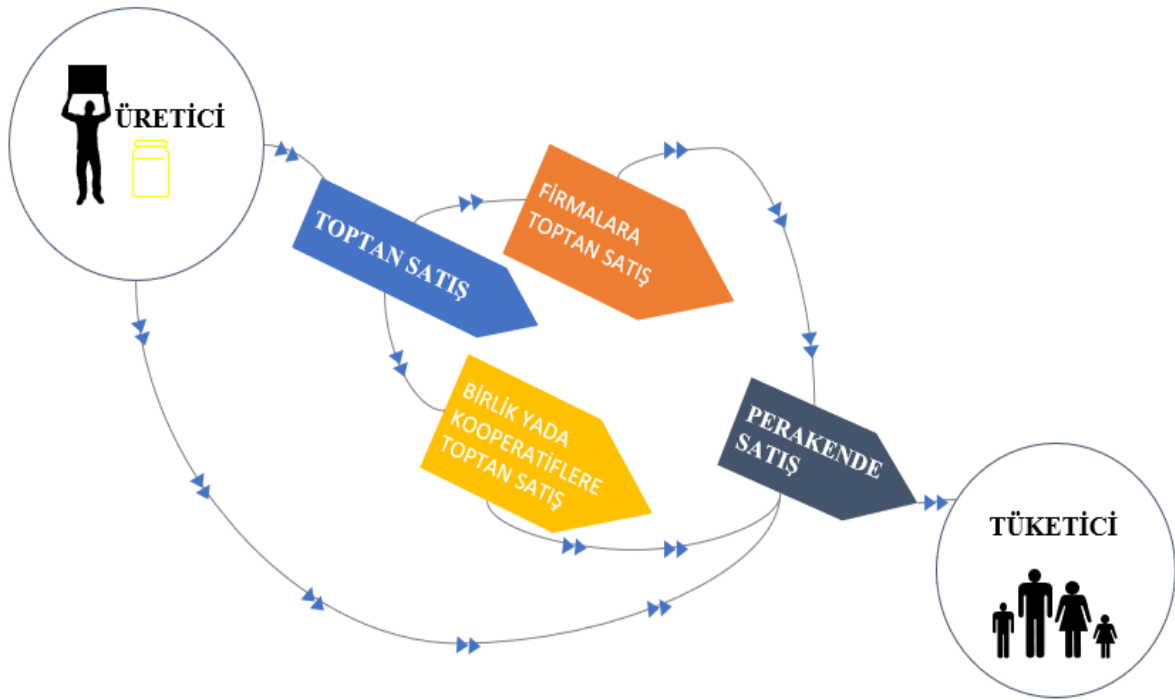 ÜRETİCİ
TOPTAN SATIŞ
FİRMALARA
TOPTAN SATIŞ
BİRLİK YADA
KOOPERATİFLERE
TOPTAN SATIŞ
PERAKENDE
SATIŞ
TÜKETİCİ